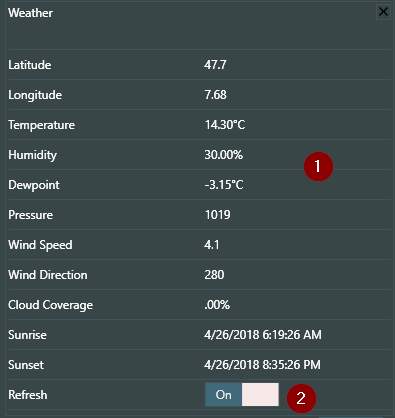 Weather
Latitude 47.7
Longitude 7.68
Temperature 14.30°C
Humidity 30.00%
1
Dewpoint -3.15°C
Pressure 1019
Wind Speed 4.1
Wind Direction 280
Cloud Coverage .00%
Sunrise 4/26/2018 6:19:26 AM
Sunset 4/26/2018 8:35:26 PM
Refresh On 2